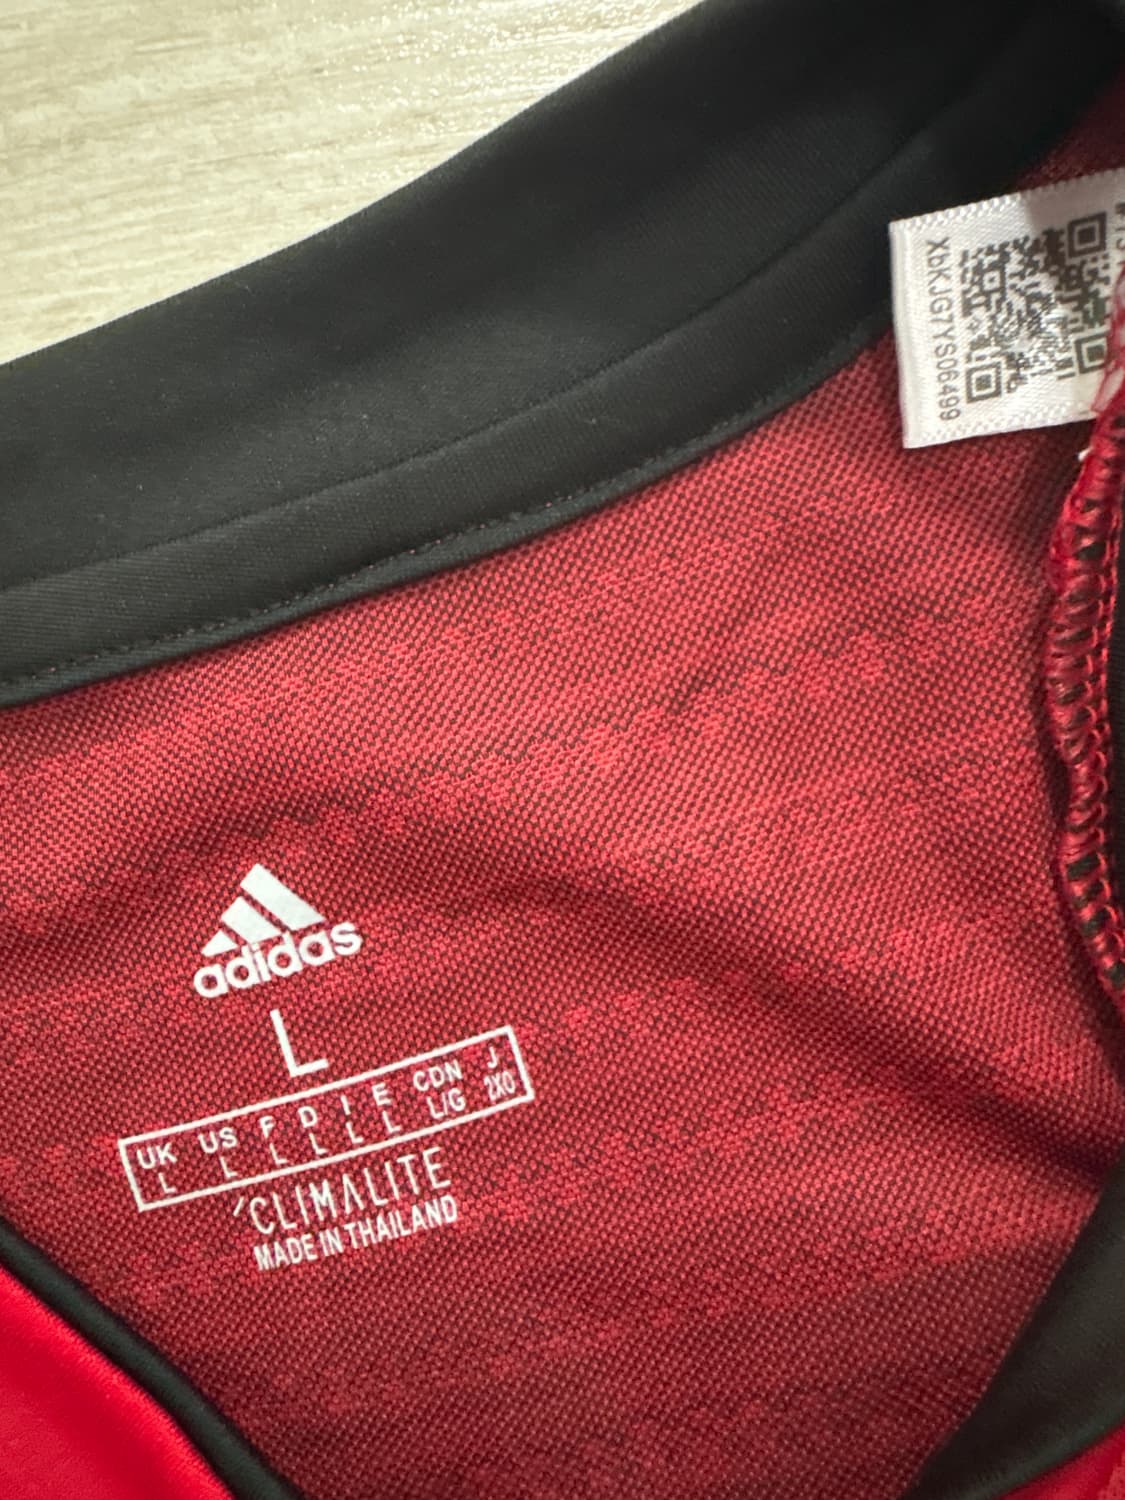 XbKJG7YS06499
adidas
L
UK US F D I E CDN J
L L L L L L L/G 2XO
CLIMALITE
MADE IN THAILAND